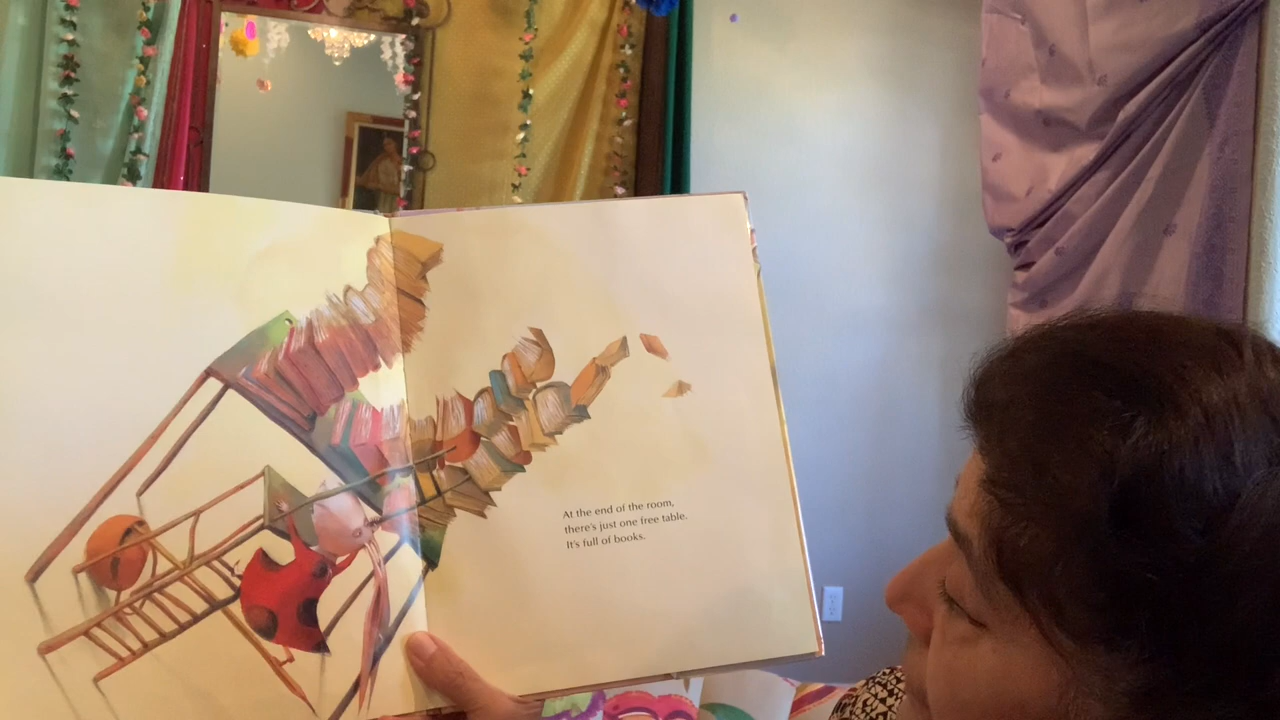 At the end of the room,
there's just one free table.
It's full of books.